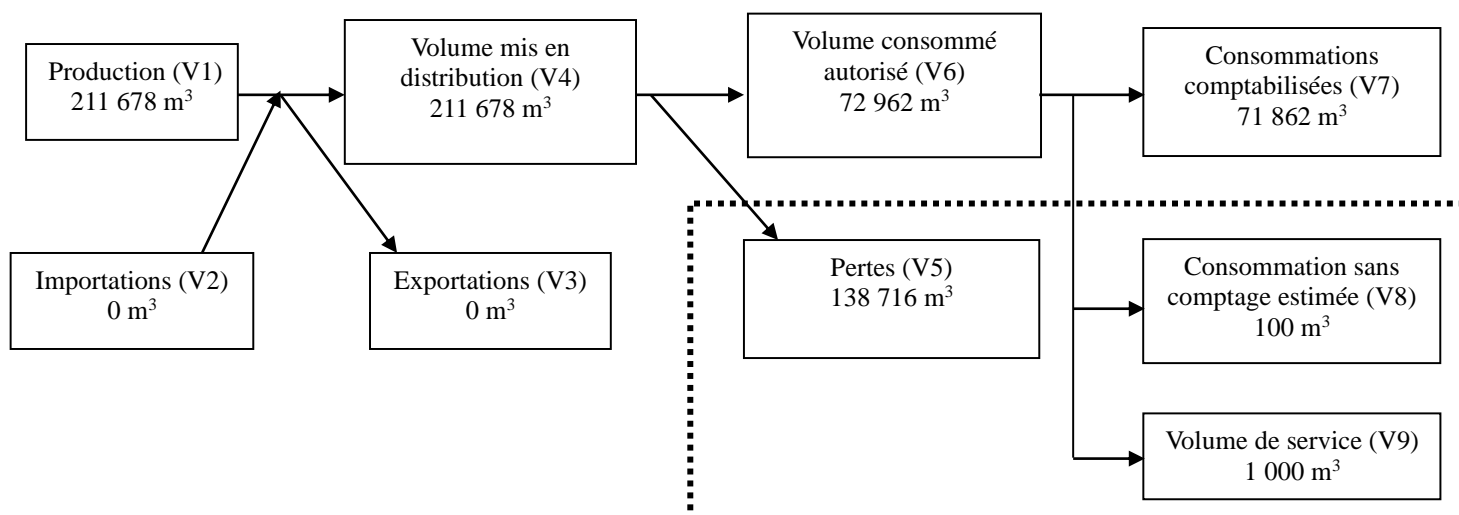 Production (V1)
211 678 m³
Volume mis en
distribution (V4)
211 678 m³
Volume consommé
autorisé (V6)
72 962 m³
Consommations
comptabilisées (V7)
71 862 m³
Importations (V2)
0 m³
Exportations (V3)
0 m³
Pertes (V5)
138 716 m³
Consommation sans
comptage estimée (V8)
100 m³
Volume de service (V9)
1 000 m³